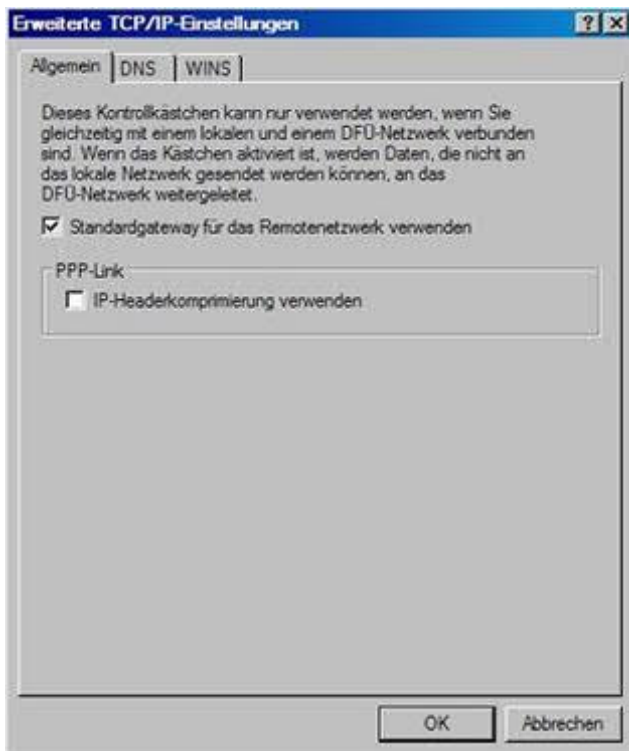 Erweiterte TCP/IP-Einstellungen
Allgemein DNS WINS
Dieses Kontrollkästchen kann nur verwendet werden, wenn Sie
gleichzeitig mit einem lokalen und einem DFÜ-Netzwerk verbunden
sind. Wenn das Kästchen aktiviert ist, werden Daten, die nicht an
das lokale Netzwerk gesendet werden können, an das
DFÜ-Netzwerk weitergeleitet.
Standardgateway für das Remotenetzwerk verwenden
PPP-Link
IP-Headerkomprimierung verwenden
OK Abbrechen